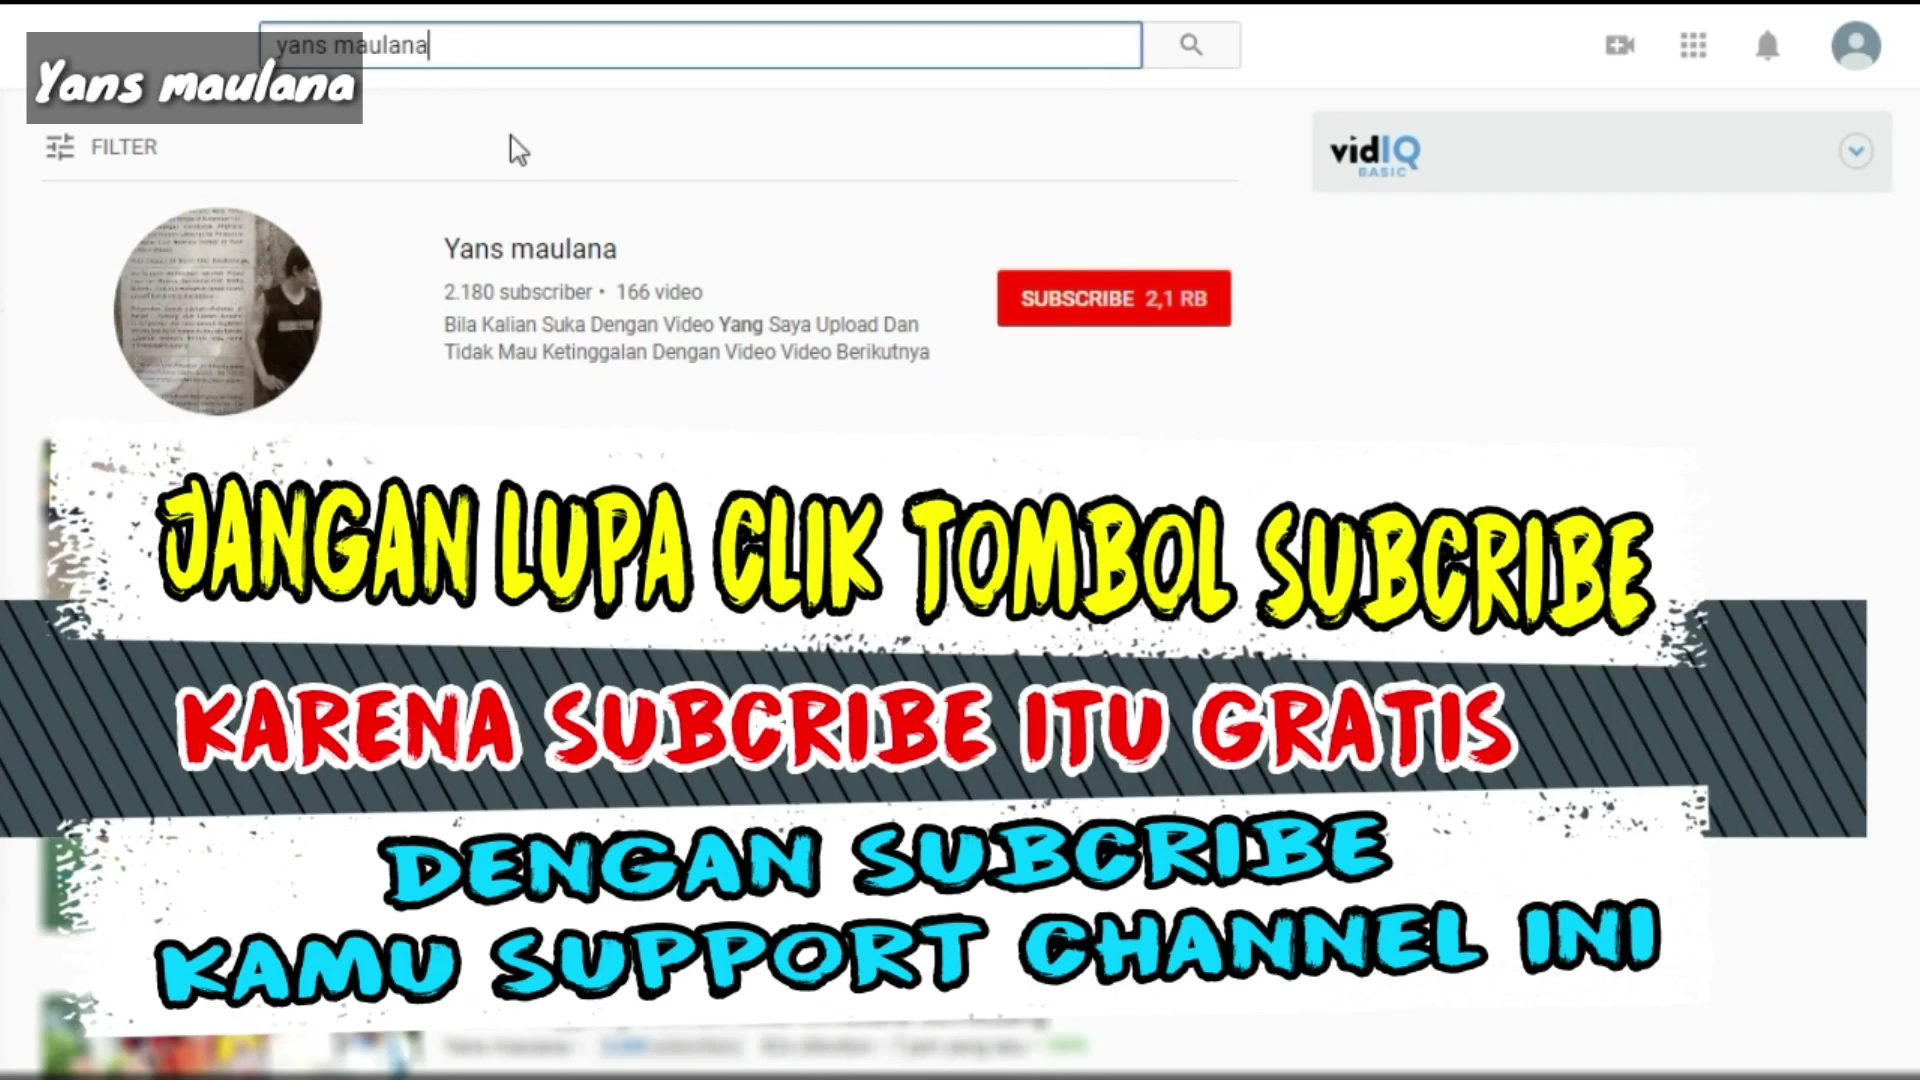 yans maulana
Yans maulana
FILTER
vidIQ
BASIC
Yans maulana
2.180 subscriber • 166 video
SUBSCRIBE 2,1 RB
Bila Kalian Suka Dengan Video Yang Saya Upload Dan
Tidak Mau Ketinggalan Dengan Video Video Berikutnya
JANGAN LUPA CLIK TOMBOL SUBCRIBE
KARENA SUBCRIBE ITU GRATIS
DENGAN SUBCRIBE
KAMU SUPPORT CHANNEL INI